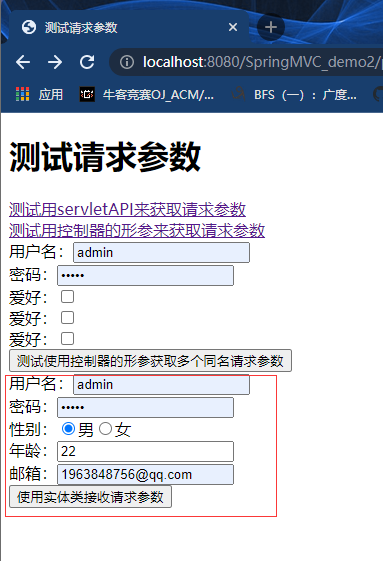 测试请求参数
localhost:8080/SpringMVC_demo2/
应用 牛客竞赛OJ_ACM/... BFS（一）：广度...
测试请求参数
测试用servletAPI来获取请求参数
测试用控制器的形参来获取请求参数
用户名：admin
密码：•••••
爱好：
爱好：
爱好：
测试使用控制器的形参获取多个同名请求参数
用户名：admin
密码：•••••
性别：男 女
年龄：22
邮箱：1963848756@qq.com
使用实体类接收请求参数